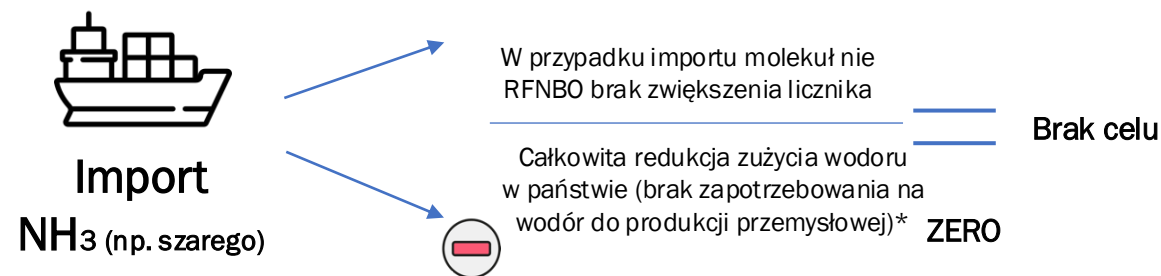 Import
NH3 (np. szarego)
W przypadku importu molekuł nie
RFNBO brak zwiększenia licznika
Całkowita redukcja zużycia wodoru
w państwie (brak zapotrzebowania na
wodór do produkcji przemysłowej)*
ZERO
Brak celu